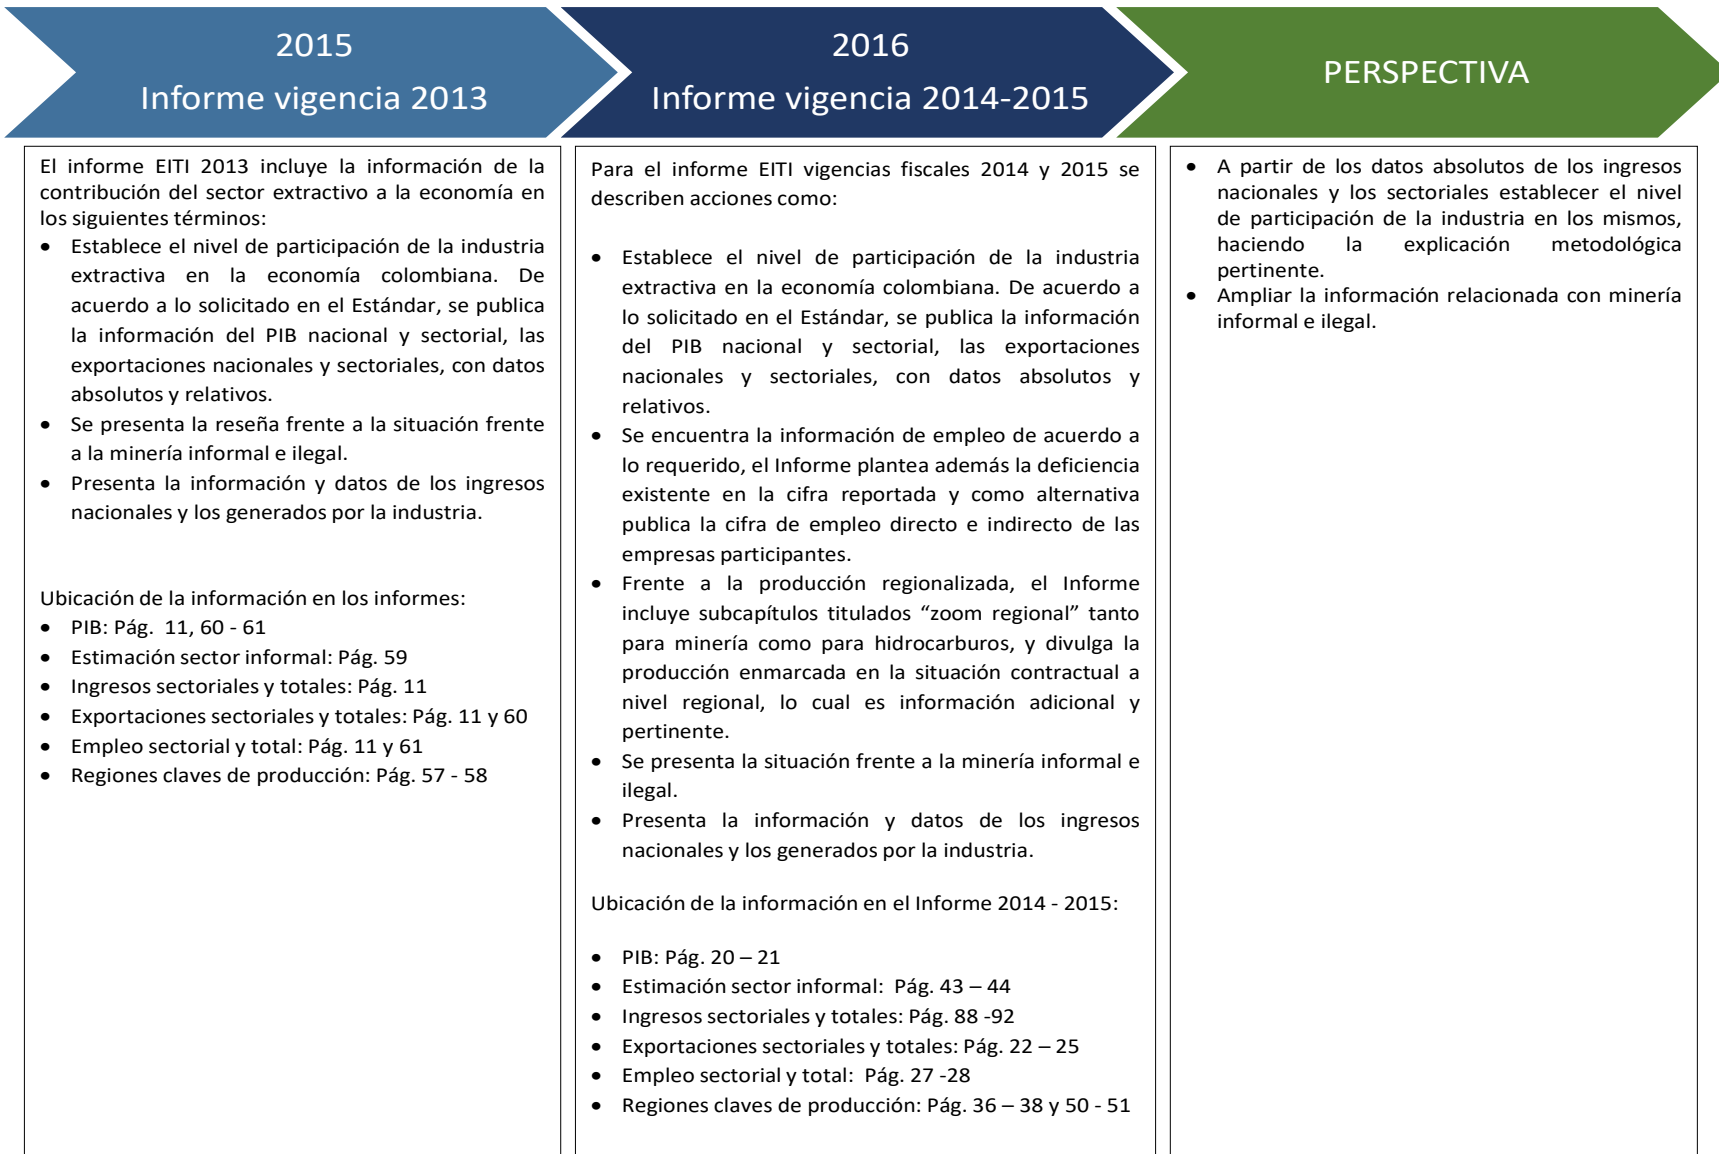 2015
Informe vigencia 2013
2016
Informe vigencia 2014-2015
PERSPECTIVA
El informe EITI 2013 incluye la información de la
contribución del sector extractivo a la economía en
los siguientes términos:
• Establece el nivel de participación de la industria
extractiva en la economía colombiana. De
acuerdo a lo solicitado en el Estándar, se publica
la información del PIB nacional y sectorial, las
exportaciones nacionales y sectoriales, con datos
absolutos y relativos.
• Se presenta la reseña frente a la situación frente
a la minería informal e ilegal.
• Presenta la información y datos de los ingresos
nacionales y los generados por la industria.
Ubicación de la información en los informes:
• PIB: Pág. 11, 60 - 61
• Estimación sector informal: Pág. 59
• Ingresos sectoriales y totales: Pág. 11
• Exportaciones sectoriales y totales: Pág. 11 y 60
• Empleo sectorial y total: Pág. 11 y 61
• Regiones claves de producción: Pág. 57 - 58
Para el informe EITI vigencias fiscales 2014 y 2015 se
describen acciones como:
• Establece el nivel de participación de la industria
extractiva en la economía colombiana. De acuerdo a
lo solicitado en el Estándar, se publica la información
del PIB nacional y sectorial, las exportaciones
nacionales y sectoriales, con datos absolutos y
relativos.
• Se encuentra la información de empleo de acuerdo a
lo requerido, el Informe plantea además la deficiencia
existente en la cifra reportada y como alternativa
publica la cifra de empleo directo e indirecto de las
empresas participantes.
• Frente a la producción regionalizada, el Informe
incluye subcapítulos titulados “zoom regional” tanto
para minería como para hidrocarburos, y divulga la
producción enmarcada en la situación contractual a
nivel regional, lo cual es información adicional y
pertinente.
• Se presenta la situación frente a la minería informal e
ilegal.
• Presenta la información y datos de los ingresos
nacionales y los generados por la industria.
Ubicación de la información en el Informe 2014 - 2015:
• PIB: Pág. 20 – 21
• Estimación sector informal: Pág. 43 – 44
• Ingresos sectoriales y totales: Pág. 88 -92
• Exportaciones sectoriales y totales: Pág. 22 – 25
• Empleo sectorial y total: Pág. 27 -28
• Regiones claves de producción: Pág. 36 – 38 y 50 - 51
• A partir de los datos absolutos de los ingresos
nacionales y los sectoriales establecer el nivel
de participación de la industria en los mismos,
haciendo la explicación metodológica
pertinente.
• Ampliar la información relacionada con minería
informal e ilegal.